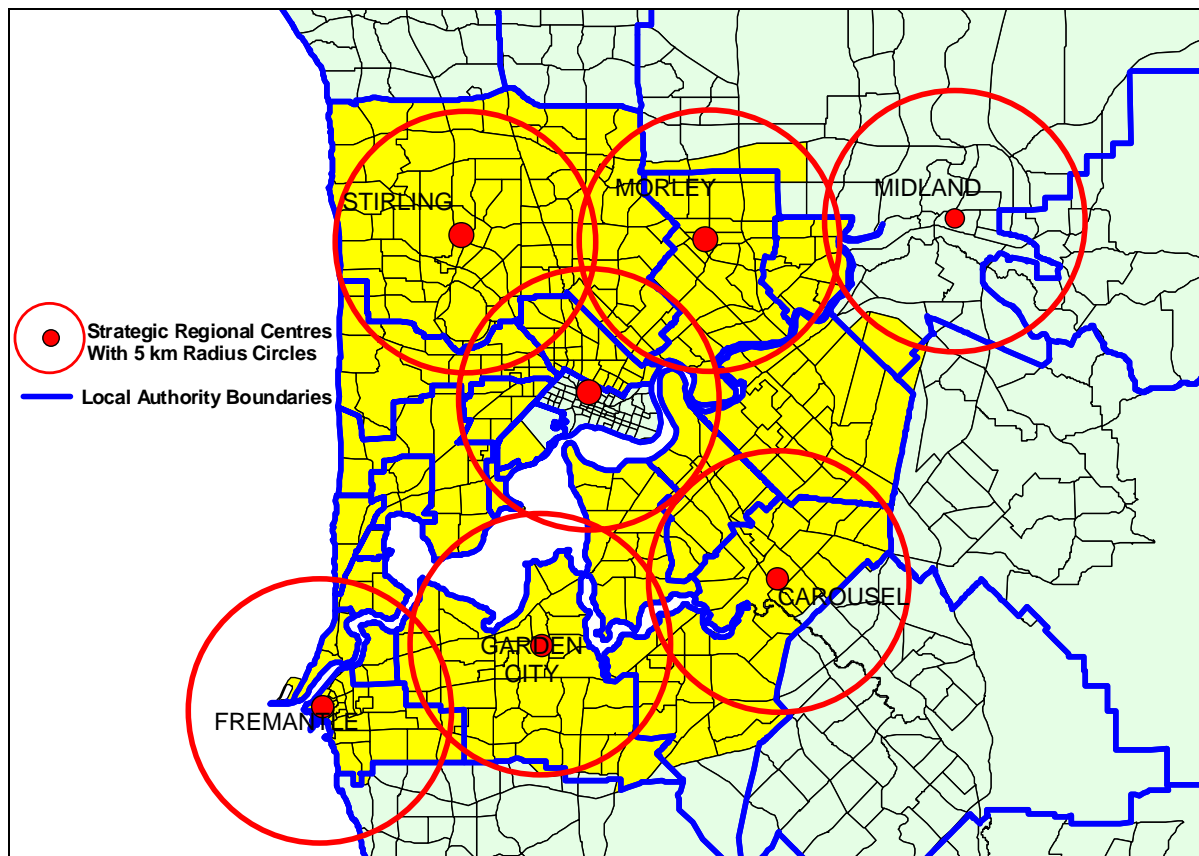 STIRLING
MORLEY
MIDLAND
Strategic Regional Centres
With 5 km Radius Circles
Local Authority Boundaries
CAROUSEL
GARDEN
CITY
FREMANTLE